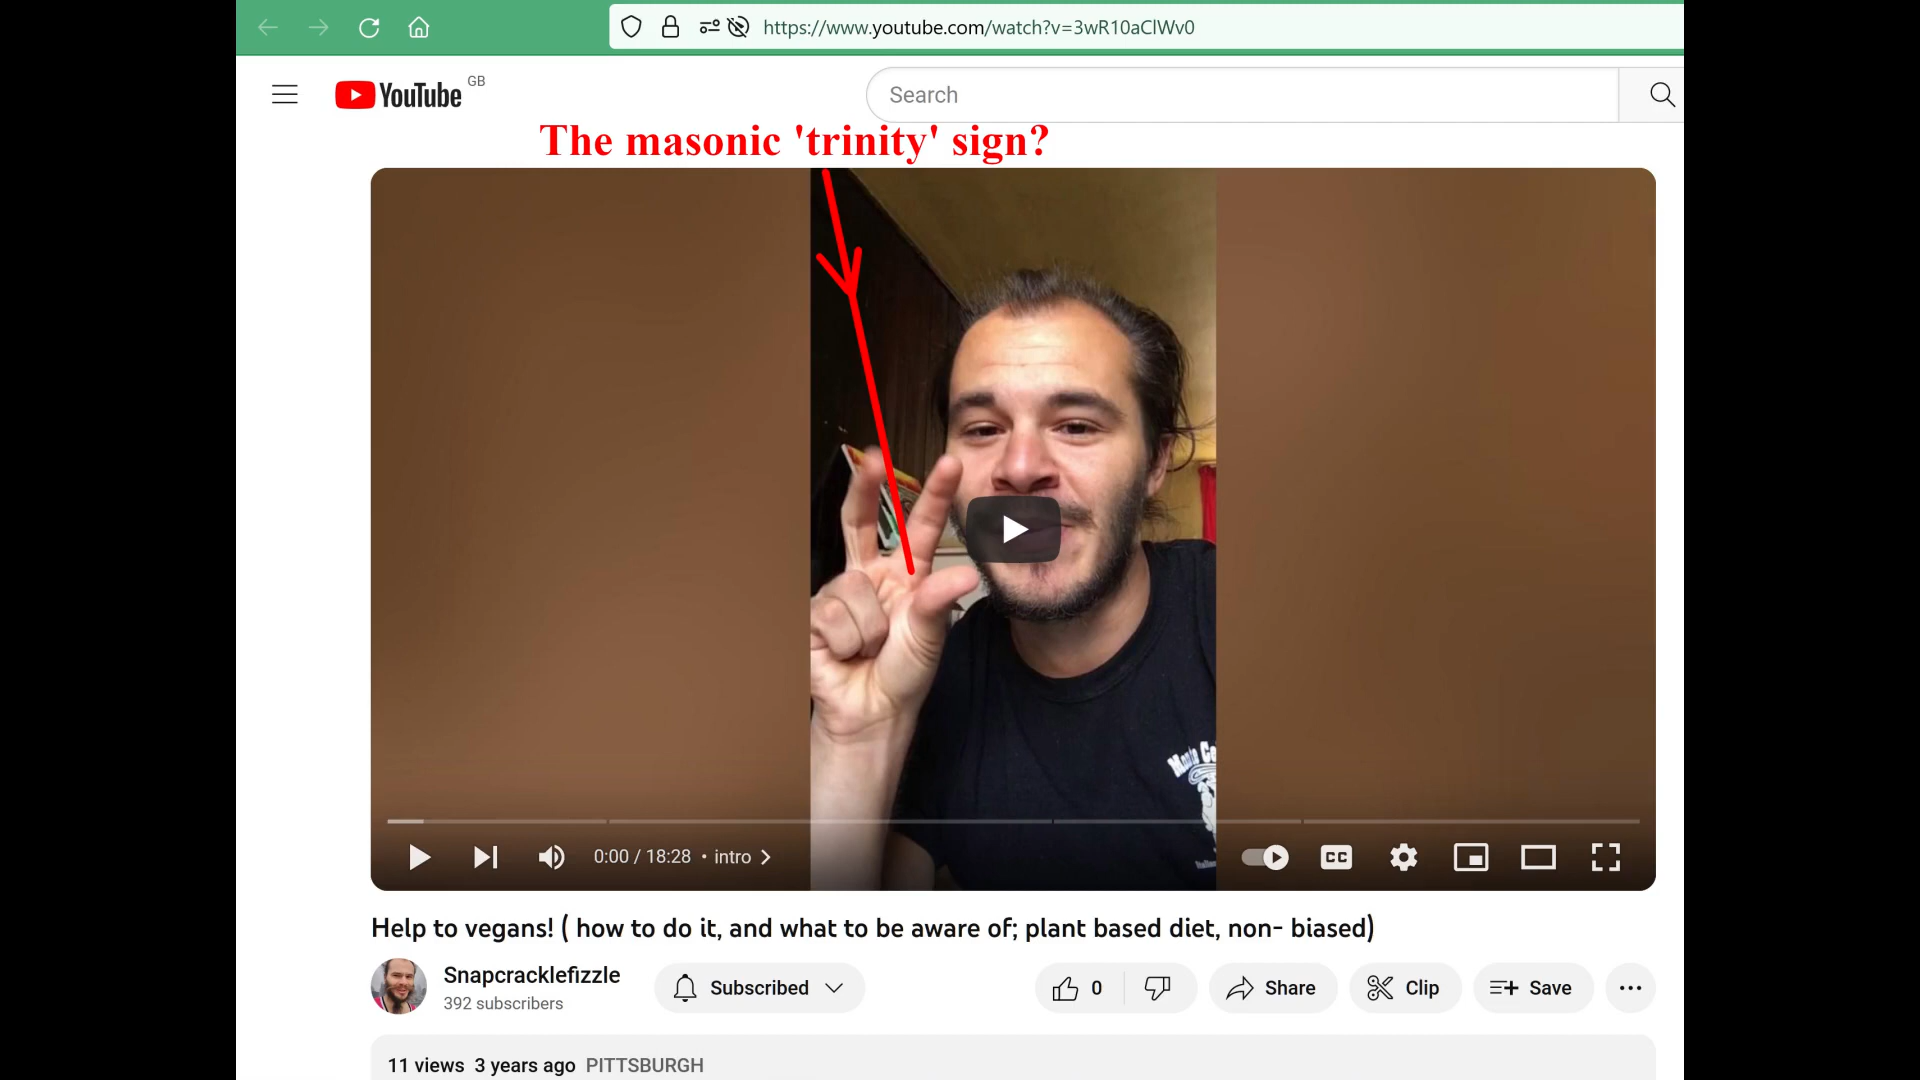 https://www.youtube.com/watch?v=3wR10aClWv0
YouTube GB
Search
The masonic 'trinity' sign?
0:00 / 18:28 • intro
CC
Help to vegans! ( how to do it, and what to be aware of; plant based diet, non- biased)
Snapcracklefizzle
392 subscribers
Subscribed
0
Share
Clip
Save
11 views 3 years ago PITTSBURGH